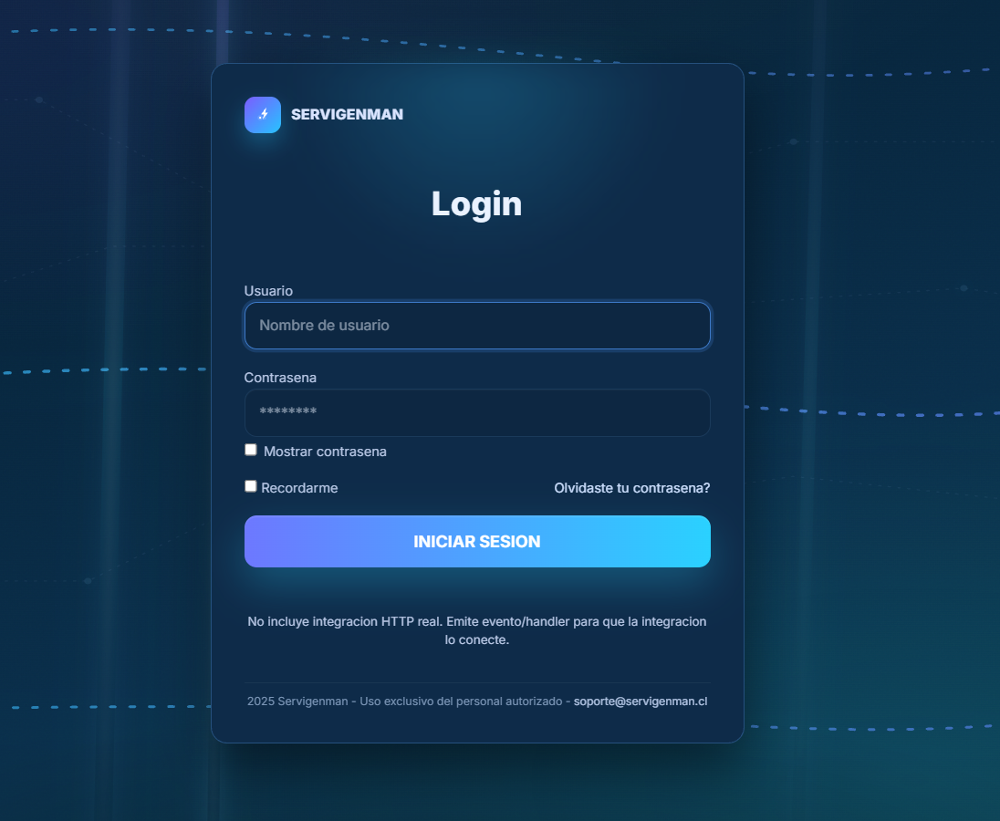 SERVIGENMAN
Login
Usuario
Nombre de usuario
Contrasena
********
Mostrar contrasena
Recordarme
Olvidaste tu contrasena?
INICIAR SESION
No incluye integracion HTTP real. Emite evento/handler para que la integracion
lo conecte.
2025 Servigenman - Uso exclusivo del personal autorizado - soporte@servigenman.cl